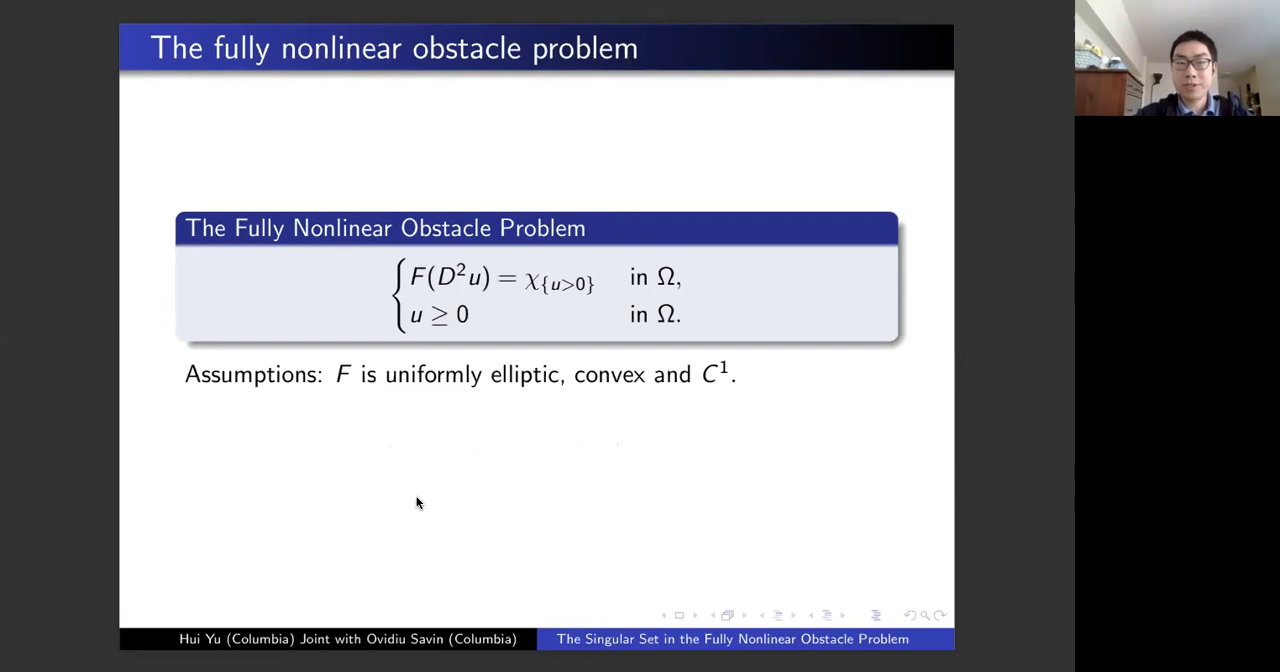 The fully nonlinear obstacle problem
The Fully Nonlinear Obstacle Problem
F(D²u) = χ_{u>0} in Ω,
u ≥ 0 in Ω.
Assumptions: F is uniformly elliptic, convex and C¹.
Hui Yu (Columbia) Joint with Ovidiu Savin (Columbia)
The Singular Set in the Fully Nonlinear Obstacle Problem